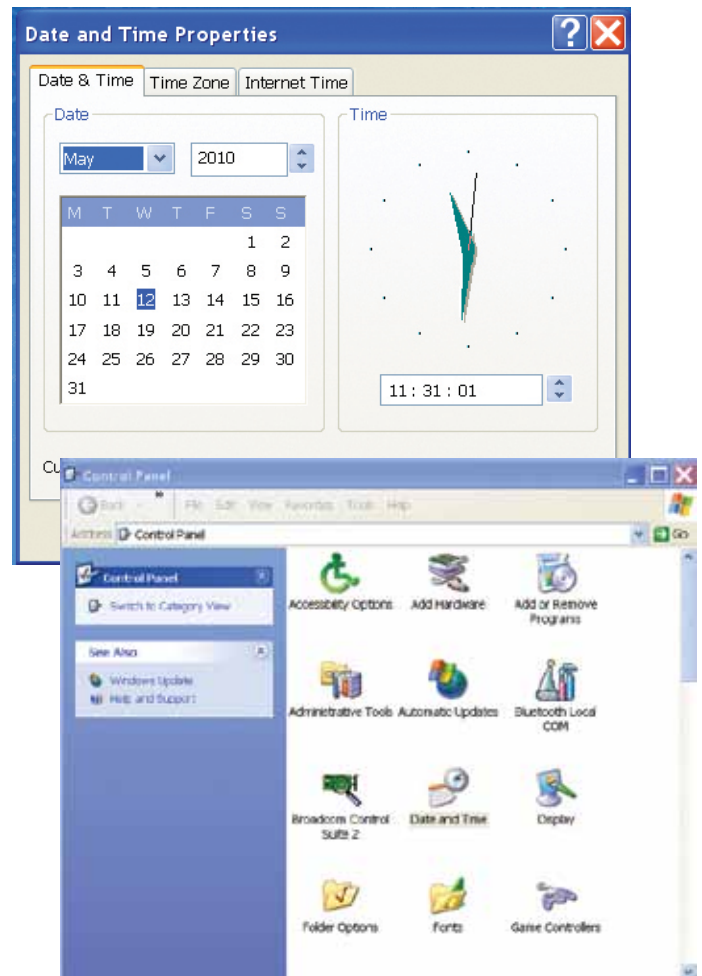 Date and Time Properties
Date & Time Time Zone Internet Time
Date
May 2010
M T W T F S S
1 2
3 4 5 6 7 8 9
10 11 12 13 14 15 16
17 18 19 20 21 22 23
24 25 26 27 28 29 30
31
Time
11 : 31 : 01
Cu
Control Panel
Back File Edit View Favorites Tools Help
Address Control Panel Go
Control Panel
Switch to Category View
See Also
Windows Update
Help and Support
Accessibility Options Add Hardware Add or Remove
Programs
Administrative Tools Automatic Updates Bluetooth Local
COM
Broadcom Control Date and Time Display
Suite 2
Folder Options Fonts Game Controllers